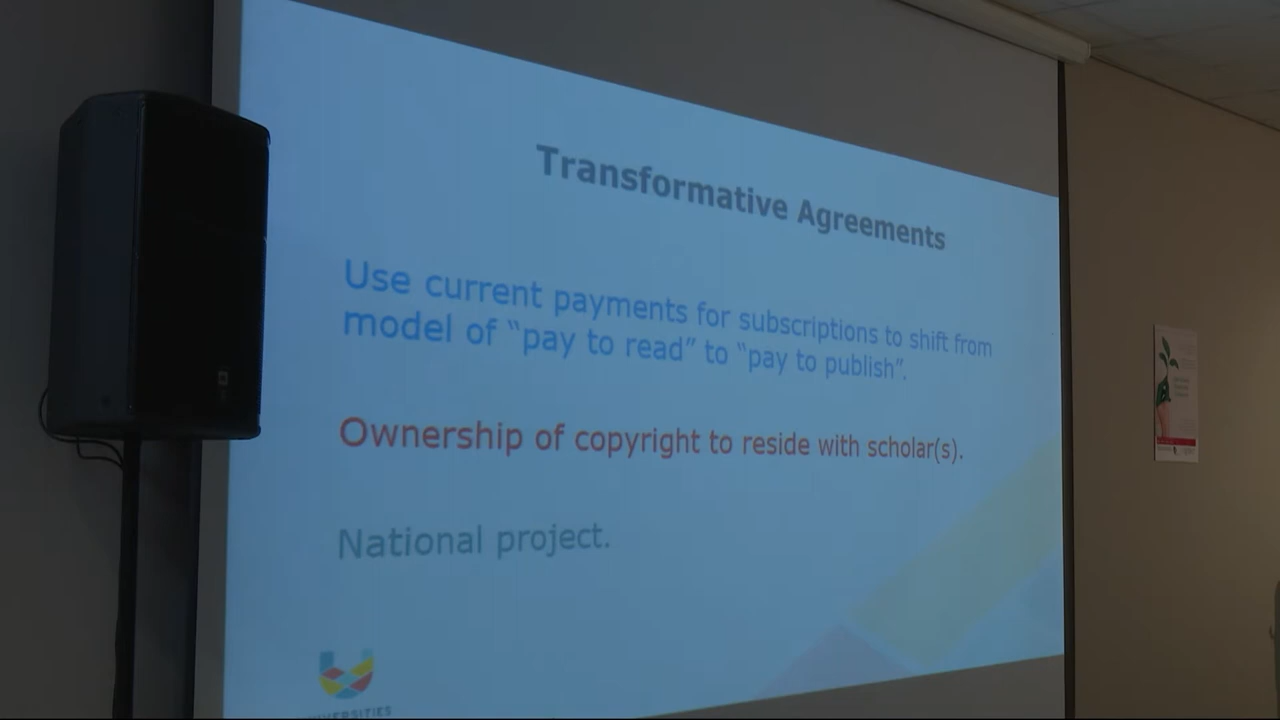 Transformative Agreements
Use current payments for subscriptions to shift from
model of “pay to read” to “pay to publish”.
Ownership of copyright to reside with scholar(s).
National project.